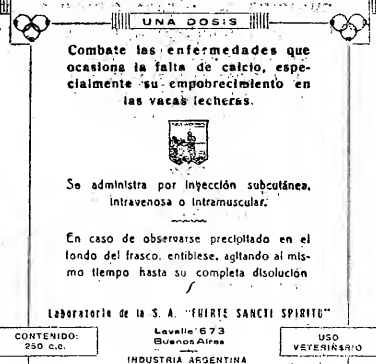 UNA DOSIS
Combate las enfermedades que
ocasiona la falta de calcio, espe-
cialmente su empobrecimiento en
las vacas lecheras.
Se administra por inyección subcutánea,
intravenosa o intramuscular.
En caso de observarse precipitado en el
fondo del frasco, entibiese, agitando al mis-
mo tiempo hasta su completa disolución
Laboratorio de la S. A. "FUERTE SANCTI SPIRITU"
Lavalle 673
Buenos Aires
INDUSTRIA ARGENTINA
CONTENIDO:
250 c.c.
USO
VETERINARIO